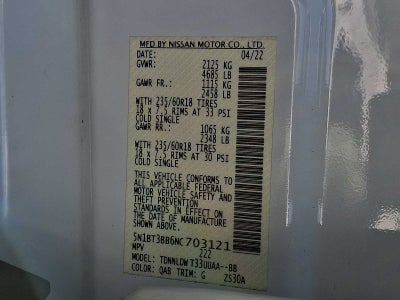 MFD BY NISSAN MOTOR CO., LTD.
DATE: 04/22
GVWR: 2125 KG
4685 LB
GAWR FR.: 1115 KG
2458 LB
WITH 235/60R18 TIRES
18 x 7.5 RIMS AT 33 PSI
COLD SINGLE
GAWR RR.: 1065 KG
2348 LB
WITH 235/60R18 TIRES
18 x 7.5 RIMS AT 30 PSI
COLD SINGLE
THIS VEHICLE CONFORMS TO
ALL APPLICABLE FEDERAL
MOTOR VEHICLE SAFETY AND
THEFT PREVENTION
STANDARDS IN EFFECT ON
THE DATE OF MANUFACTURE
SHOWN ABOVE.
5N1BT3BB6NC703121
MPV 222
MODEL: TDNNLDWT33UUAA--BB
COLOR: QAB TRIM: G 2S30A